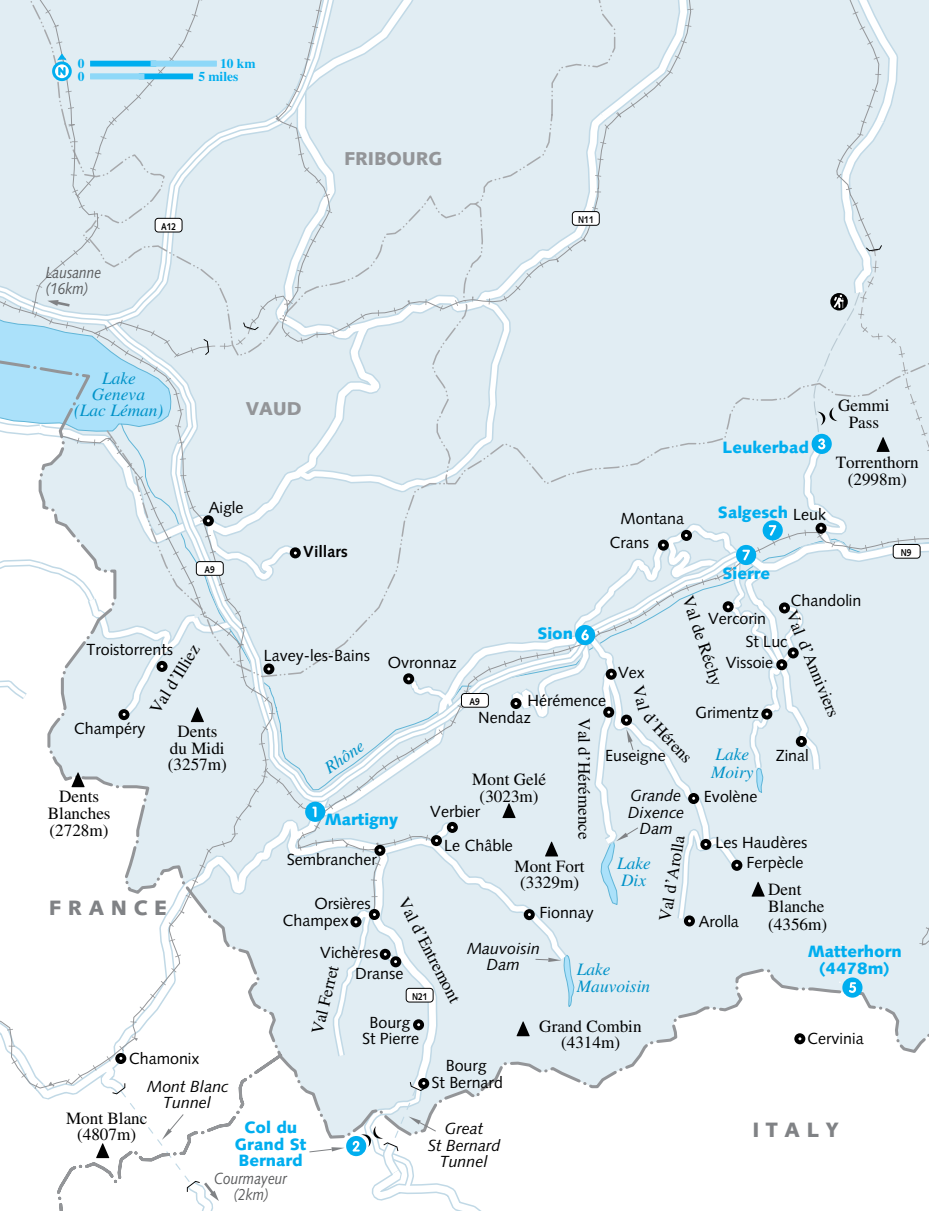 0 10 km
N
0 5 miles
FRIBOURG
A12
N11
Lausanne
(16km)
Lake
Geneva
(Lac Léman)
VAUD
Gemmi
Pass
Leukerbad
3
Torrenthorn
(2998m)
Aigle
Villars
A9
Montana
Crans
Salgesch
7
Leuk
7
Sierre
N9
Chandolin
Vercorin
Val de Réchy
Val d'Anniviers
St Luc
Vissoie
Sion
6
Troistorrents
Val d'Illiez
Lavey-les-Bains
Ovronnaz
Vex
A9
Nendaz
Hérémence
Val d'Hérens
Grimentz
Champéry
Dents
du Midi
(3257m)
Rhône
Val d'Hérémence
Euseigne
Lake
Moiry
Zinal
Dents
Blanches
(2728m)
Mont Gelé
(3023m)
Grande
Dixence
Dam
Evolène
1
Martigny
Verbier
Le Châble
Sembrancher
Mont Fort
(3329m)
Lake
Dix
Val d'Arolla
Les Haudères
Ferpècle
Dent
Blanche
(4356m)
FRANCE
Orsières
Champex
Val d'Entremont
Fionnay
Arolla
Vichères
Dranse
Mauvoisin
Dam
Lake
Mauvoisin
Matterhorn
(4478m)
5
Val Ferret
N21
Bourg
St Pierre
Grand Combin
(4314m)
Cervinia
Chamonix
Bourg
St Bernard
Mont Blanc
Tunnel
Mont Blanc
(4807m)
Col du
Grand St
Bernard
2
Great
St Bernard
Tunnel
ITALY
Courmayeur
(2km)